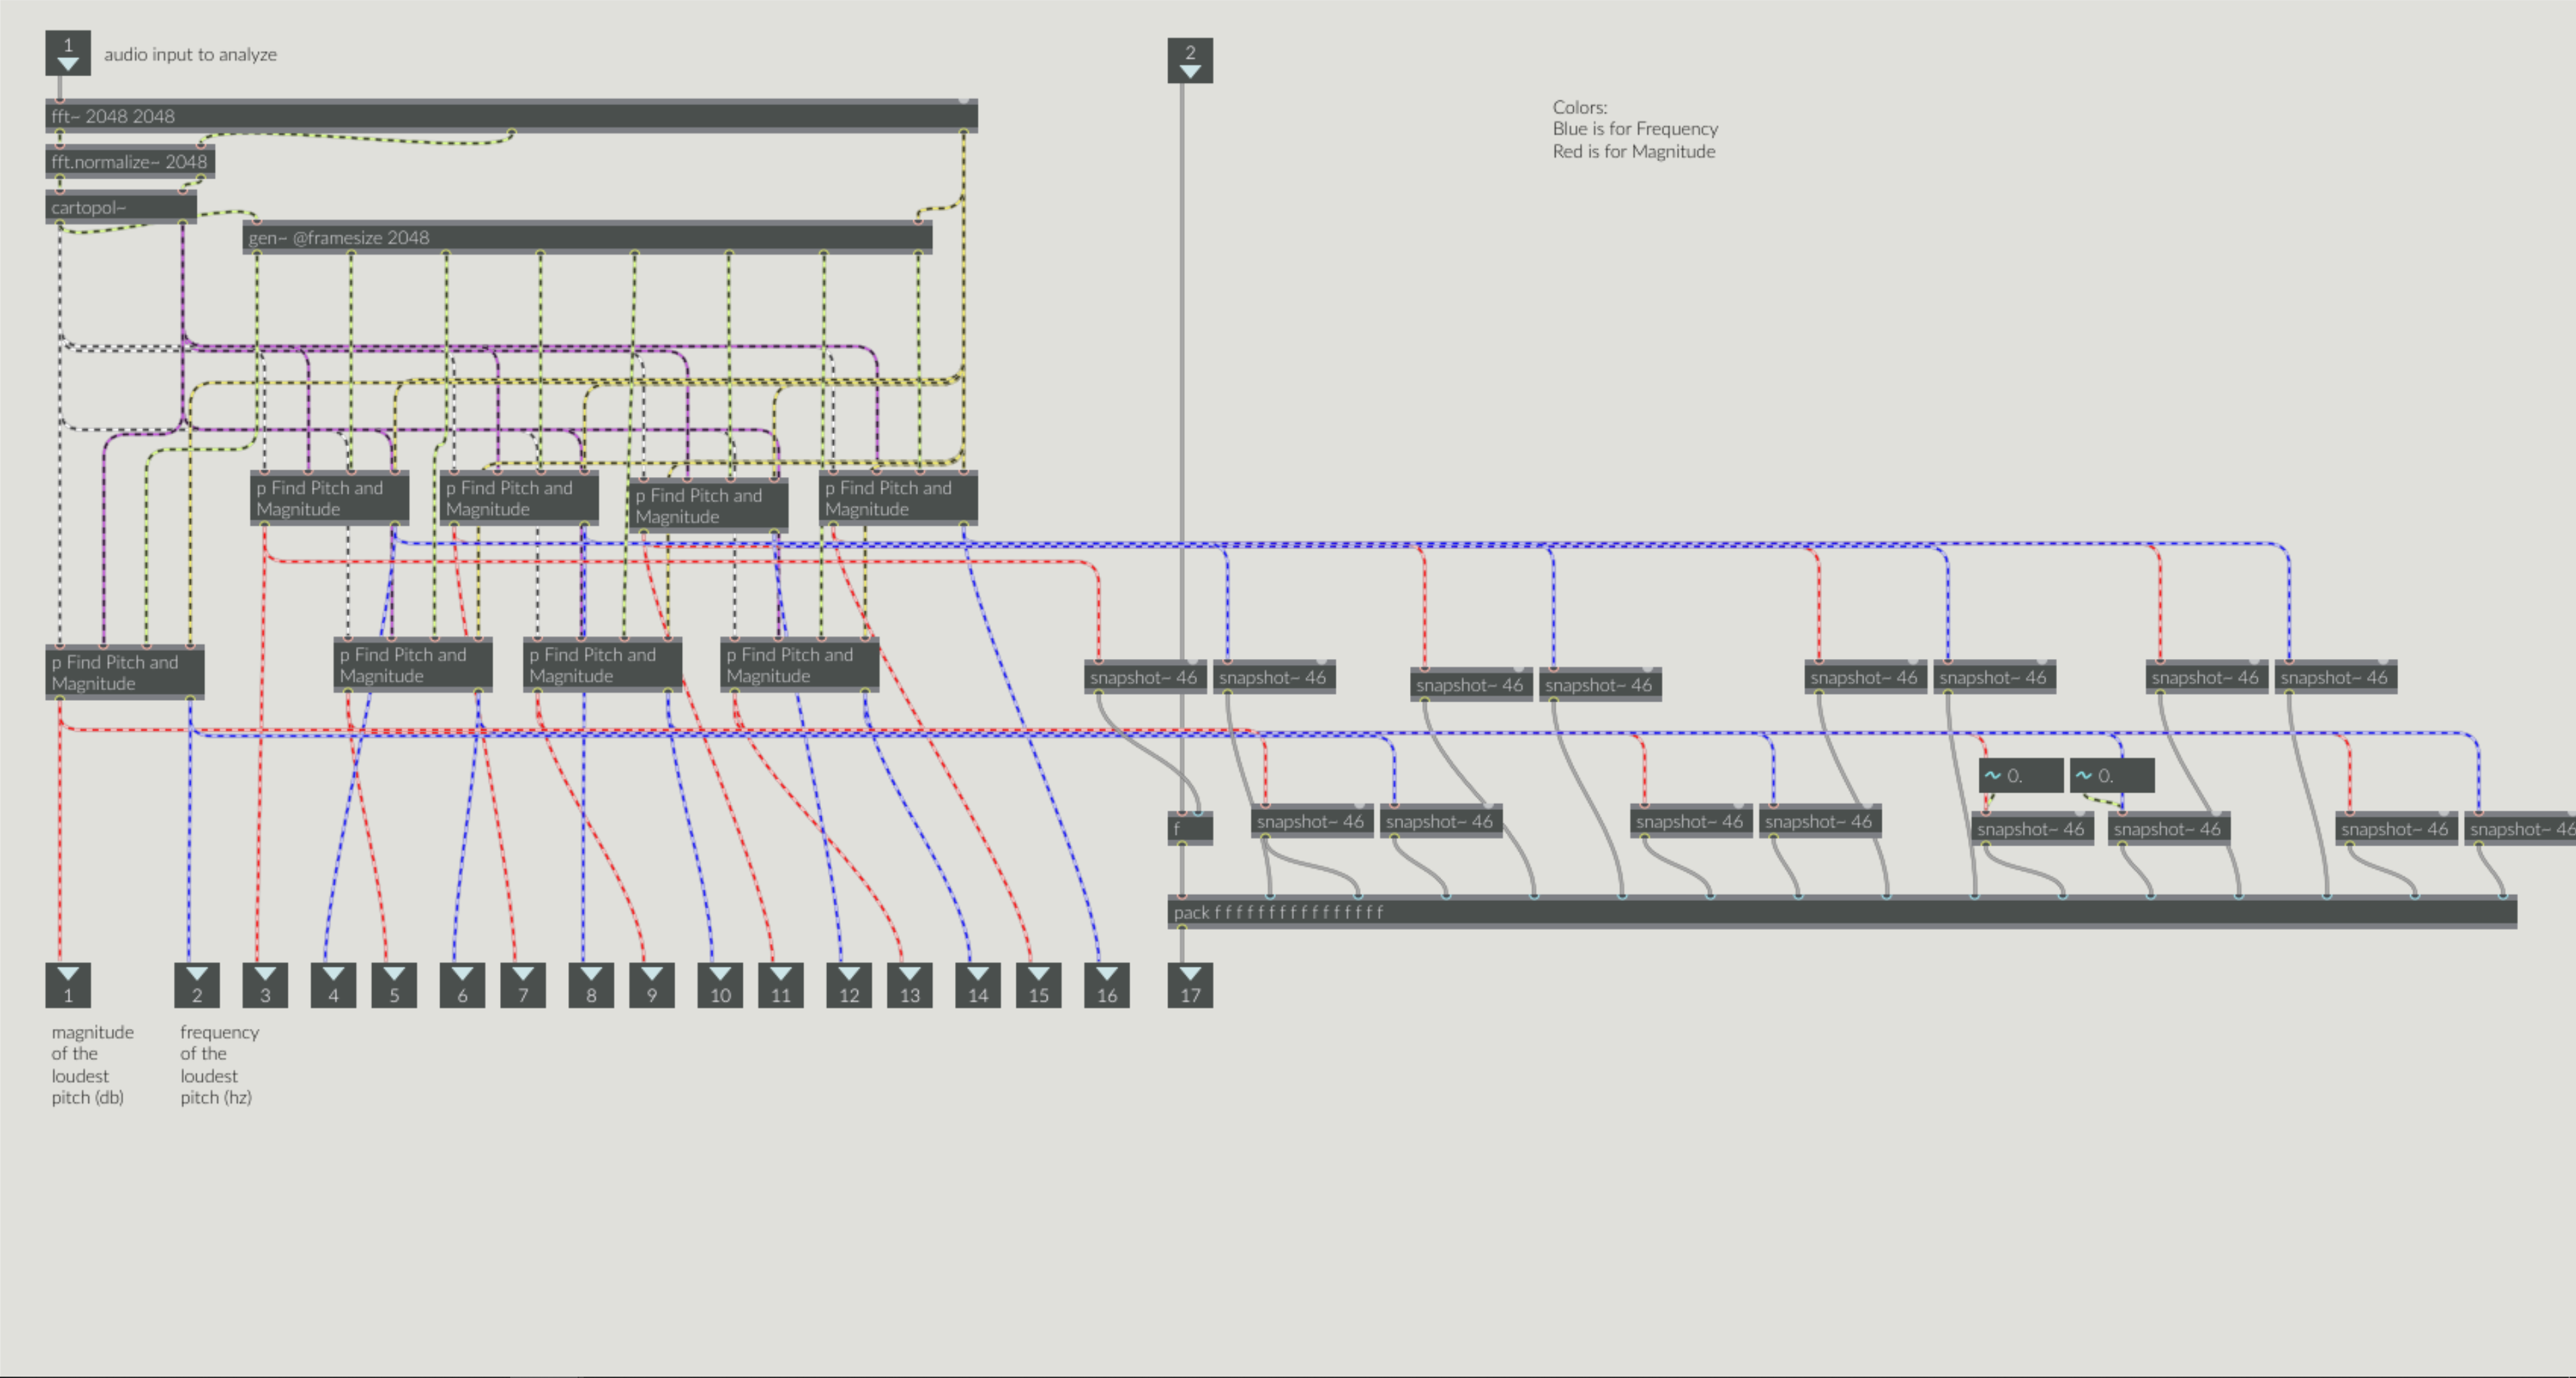 1
audio input to analyze
2
fft~ 2048 2048
Colors:
Blue is for Frequency
Red is for Magnitude
fft.normalize~ 2048
cartopol~
gen~ @framesize 2048
p Find Pitch and
Magnitude
p Find Pitch and
Magnitude
p Find Pitch and
Magnitude
p Find Pitch and
Magnitude
p Find Pitch and
Magnitude
p Find Pitch and
Magnitude
p Find Pitch and
Magnitude
p Find Pitch and
Magnitude
snapshot~ 46
snapshot~ 46
snapshot~ 46
snapshot~ 46
snapshot~ 46
snapshot~ 46
snapshot~ 46
snapshot~ 46
~ 0.
~ 0.
f
snapshot~ 46
snapshot~ 46
snapshot~ 46
snapshot~ 46
snapshot~ 46
snapshot~ 46
snapshot~ 46
snapshot~ 46
pack f f f f f f f f f f f f f f f f
1
2
3
4
5
6
7
8
9
10
11
12
13
14
15
16
17
magnitude
of the
loudest
pitch (db)
frequency
of the
loudest
pitch (hz)